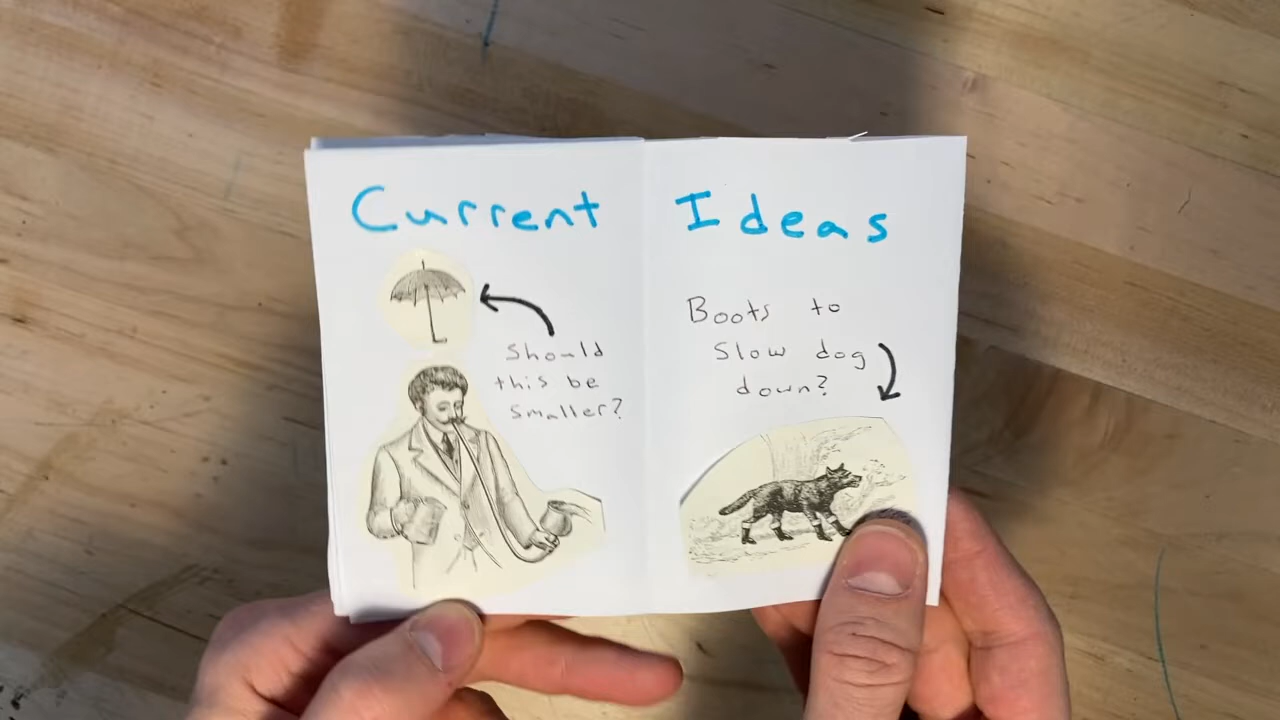 Current Ideas
Should
this be
smaller?
Boots to
slow dog
down?